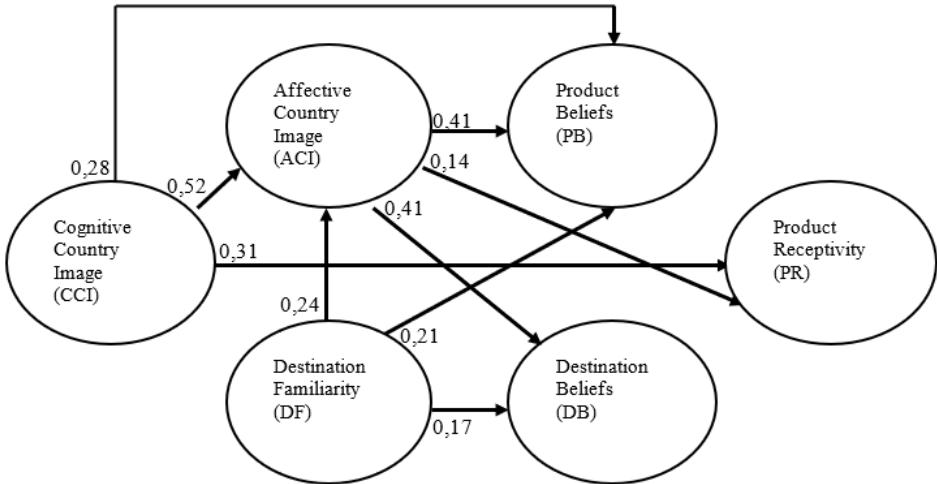 Affective
Country
Image
(ACI)
Product
Beliefs
(PB)
0,41
0,14
0,28
0,52
0,41
Cognitive
Country
Image
(CCI)
0,31
Product
Receptivity
(PR)
0,24
0,21
Destination
Familiarity
(DF)
Destination
Beliefs
(DB)
0,17